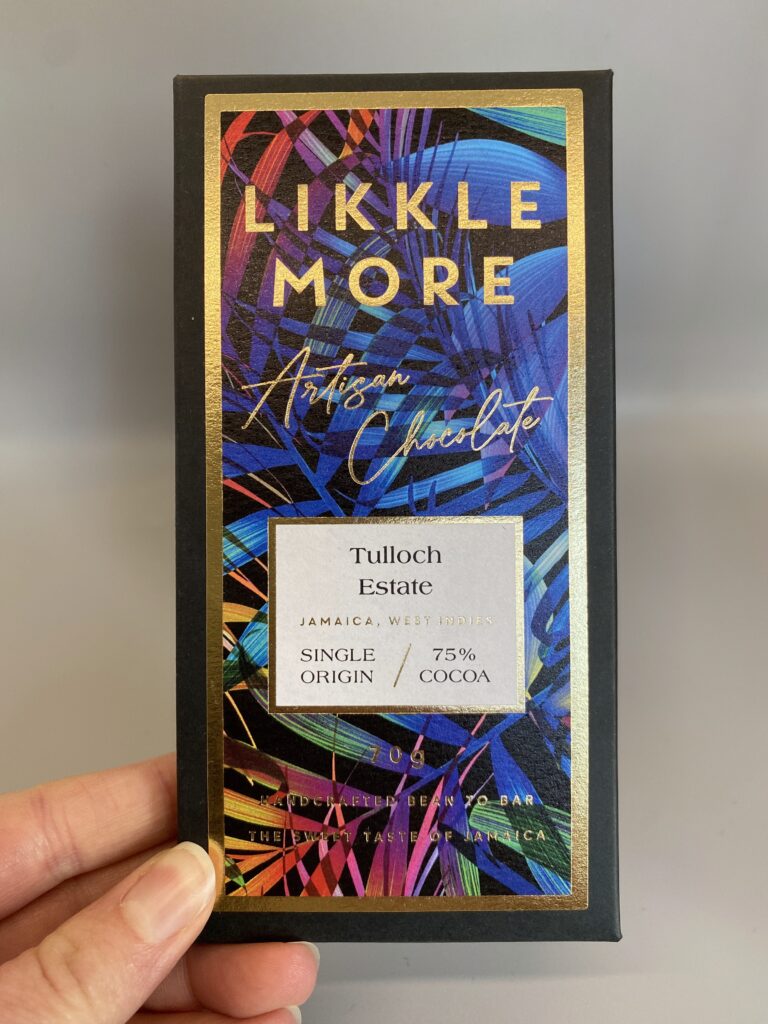 LIKKLE
MORE
Artisan
Chocolate
Tulloch
Estate
JAMAICA, WEST INDIES
SINGLE
ORIGIN
/
75%
COCOA
70g
HANDCRAFTED BEAN TO BAR
THE SWEET TASTE OF JAMAICA